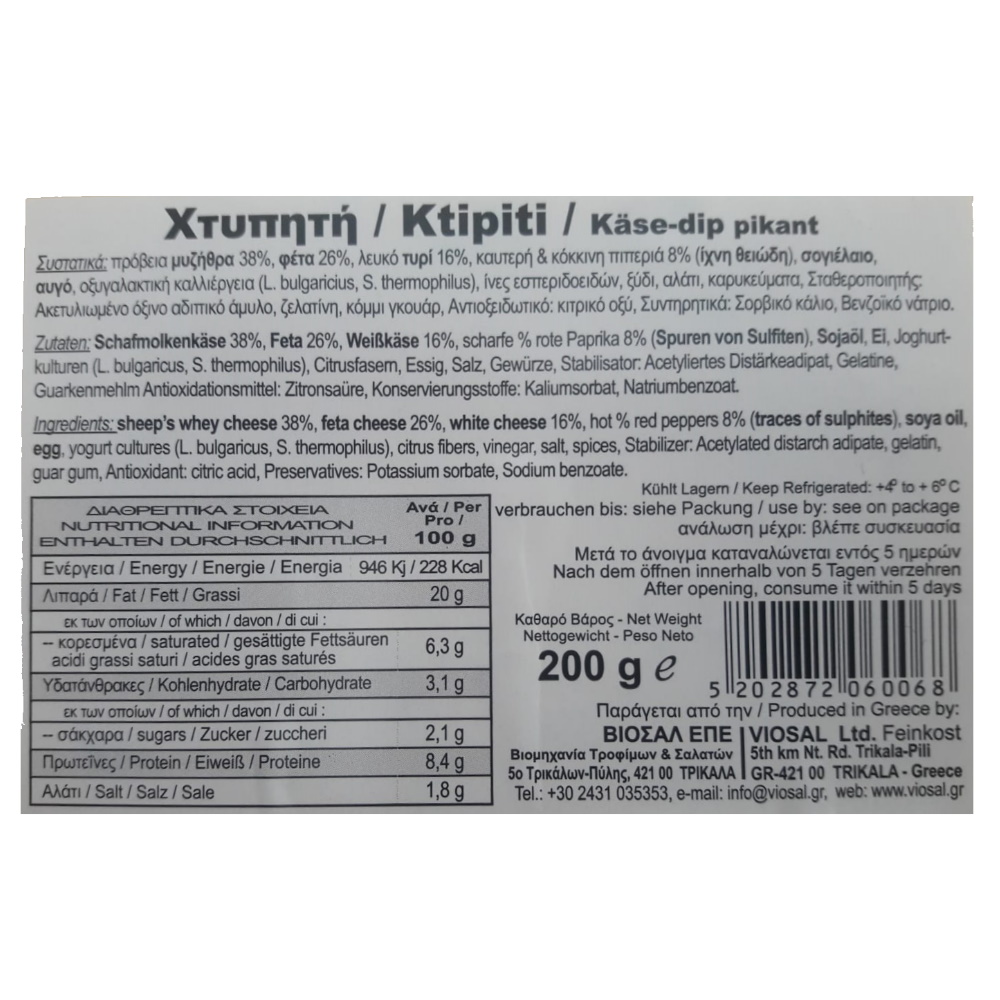 Χτυπητή / Ktipiti / Käse-dip pikant
Συστατικά: πρόβεια μυζήθρα 38%, φέτα 26%, λευκό τυρί 16%, καυτερή & κόκκινη πιπεριά 8% (ίχνη θειώδη), σογιέλαιο,
αυγό, οξυγαλακτική καλλιέργεια (L. bulgaricius, S. thermophilus), ίνες εσπεριδοειδών, ξύδι, αλάτι, καρυκεύματα, Σταθεροποιητής:
Ακετυλιωμένο όξινο αδιπικό άμυλο, ζελατίνη, κόμμι γκουάρ, Αντιοξειδωτικό: κιτρικό οξύ, Συντηρητικά: Σορβικό κάλιο, Βενζοϊκό νάτριο.
Zutaten: Schafmolkenkäse 38%, Feta 26%, Weißkäse 16%, scharfe % rote Paprika 8% (Spuren von Sulfiten), Sojaöl, Ei, Joghurt-
kulturen (L. bulgaricus, S. thermophilus), Citrusfasern, Essig, Salz, Gewürze, Stabilisator: Acetyliertes Distärkeadipat, Gelatine,
Guarkenmehlm Antioxidationsmittel: Zitronsaüre, Konservierungsstoffe: Kaliumsorbat, Natriumbenzoat.
Ingredients: sheep's whey cheese 38%, feta cheese 26%, white cheese 16%, hot % red peppers 8% (traces of sulphites), soya oil,
egg, yogurt cultures (L. bulgaricus, S. thermophilus), citrus fibers, vinegar, salt, spices, Stabilizer: Acetylated distarch adipate, gelatin,
guar gum, Antioxidant: citric acid, Preservatives: Potassium sorbate, Sodium benzoate.
Kühlt Lagern / Keep Refrigerated: +4° to + 6° C
verbrauchen bis: siehe Packung / use by: see on package
ανάλωση μέχρι: βλέπε συσκευασία
Μετά το άνοιγμα καταναλώνεται εντός 5 ημερών
Nach dem öffnen innerhalb von 5 Tagen verzehren
After opening, consume it within 5 days
ΔΙΑΘΡΕΠΤΙΚΑ ΣΤΟΙΧΕΙΑ
NUTRITIONAL INFORMATION
ENTHALTEN DURCHSCHNITTLICH
Ανά / Per
Pro /
100 g
Ενέργεια / Energy / Energie / Energia 946 Kj / 228 Kcal
Λιπαρά / Fat / Fett / Grassi 20 g
εκ των οποίων / of which / davon / di cui :
-- κορεσμένα / saturated / gesättigte Fettsäuren
acidi grassi saturi / acides gras saturés 6,3 g
Υδατάνθρακες / Kohlenhydrate / Carbohydrate 3,1 g
εκ των οποίων / of which / davon / di cui :
-- σάκχαρα / sugars / Zucker / zuccheri 2,1 g
Πρωτεΐνες / Protein / Eiweiß / Proteine 8,4 g
Αλάτι / Salt / Salz / Sale 1,8 g
Καθαρό Βάρος - Net Weight
Nettogewicht - Peso Neto
200 g e
5 202872 060068
Παράγεται από την / Produced in Greece by:
ΒΙΟΣΑΛ ΕΠΕ | VIOSAL Ltd. Feinkost
Βιομηχανία Τροφίμων & Σαλατών | 5th km Nt. Rd. Trikala-Pili
5ο Τρικάλων-Πύλης, 421 00 ΤΡΙΚΑΛΑ | GR-421 00 TRIKALA - Greece
Tel.: +30 2431 035353, e-mail: info@viosal.gr, web: www.viosal.gr